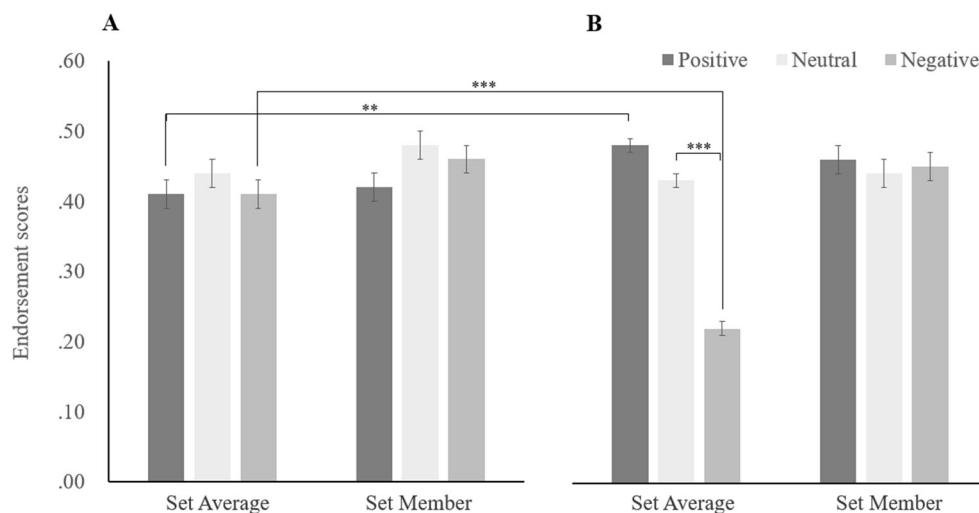 A
B
Positive Neutral Negative
.60
.50
.40
.30
.20
.10
.00
Endorsement scores
**
***
***
Set Average
Set Member
Set Average
Set Member